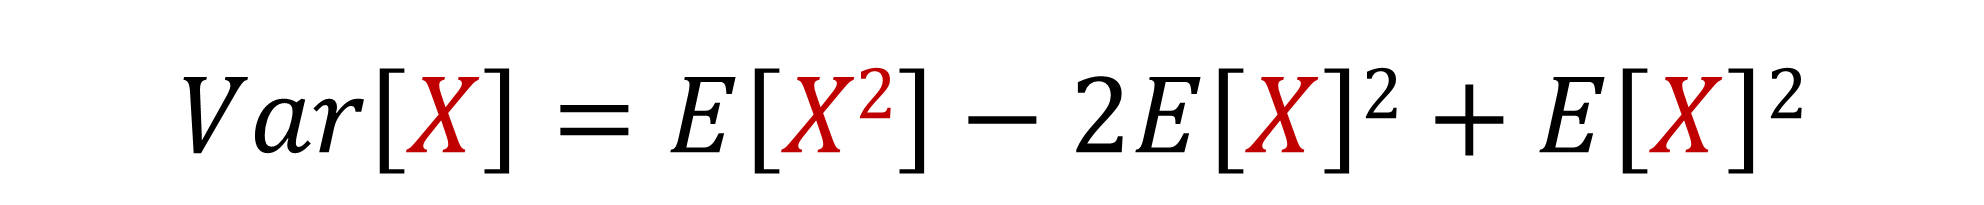 Var[X] = E[X²] − 2E[X]² + E[X]²